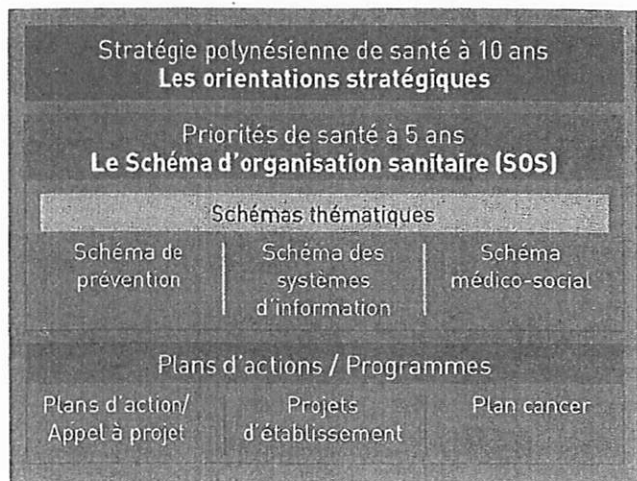 Stratégie polynésienne de santé à 10 ans
Les orientations stratégiques
Priorités de santé à 5 ans
Le Schéma d'organisation sanitaire (SOS)
Schémas thématiques
Schéma de
prévention
Schéma des
systèmes
d'information
Schéma
médico-social
Plans d'actions / Programmes
Plans d'action/
Appel à projet
Projets
d'établissement
Plan cancer